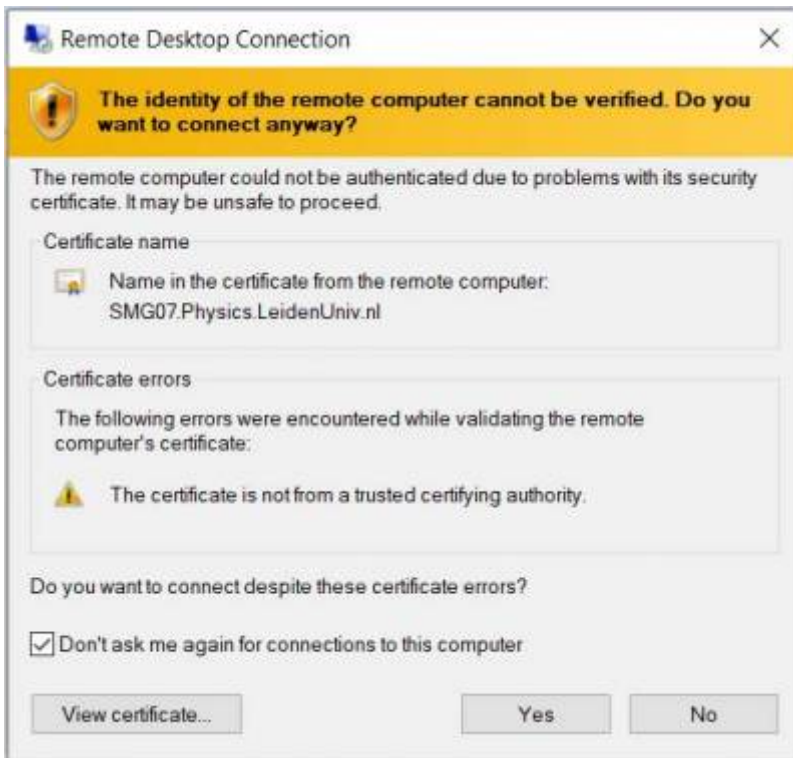 Remote Desktop Connection
The identity of the remote computer cannot be verified. Do you
want to connect anyway?
The remote computer could not be authenticated due to problems with its security
certificate. It may be unsafe to proceed.
Certificate name
Name in the certificate from the remote computer:
SMG07.Physics.LeidenUniv.nl
Certificate errors
The following errors were encountered while validating the remote
computer's certificate:
The certificate is not from a trusted certifying authority.
Do you want to connect despite these certificate errors?
Don't ask me again for connections to this computer
View certificate... Yes No